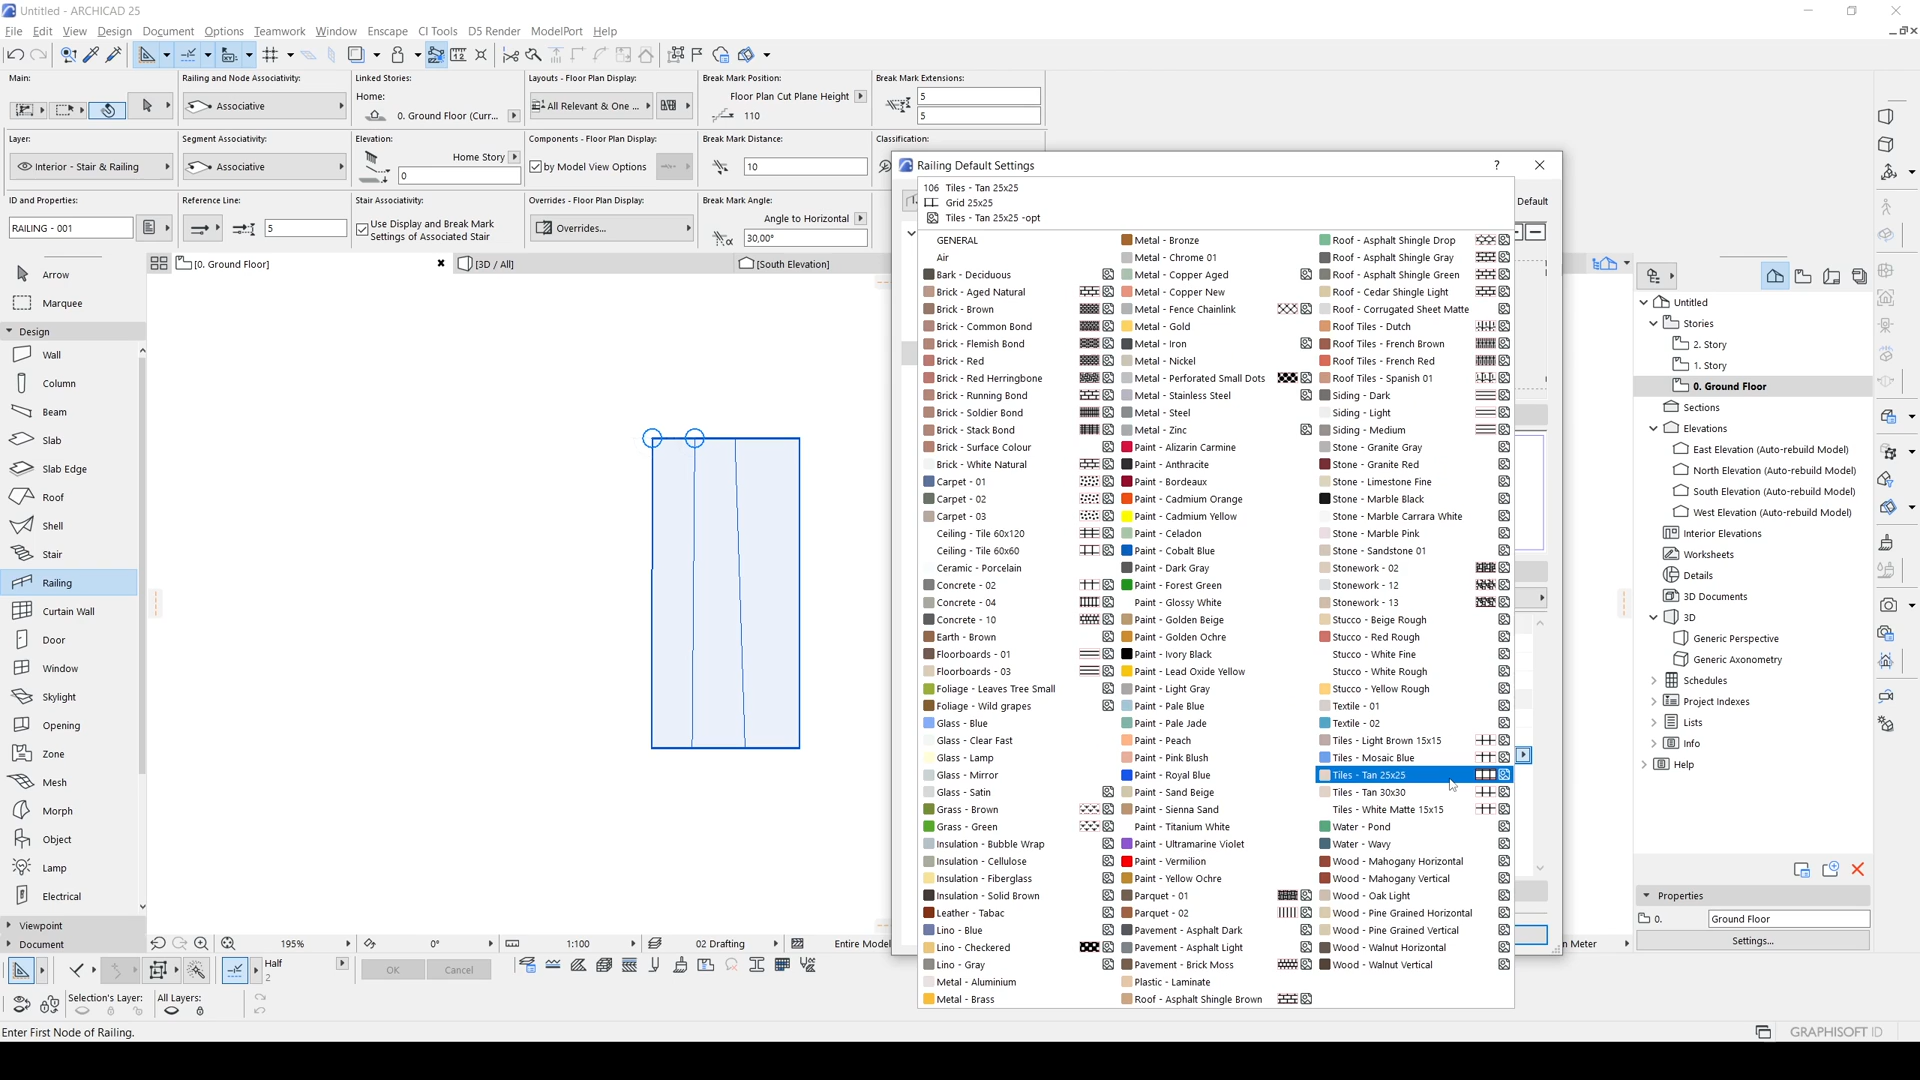 Untitled - ARCHICAD 25
File Edit View Design Document Options Teamwork Window Enscape CI Tools D5 Render ModelPort Help
Main:
Railing and Node Associativity:
Associative
Linked Stories:
Home:
0. Ground Floor (Curr...
Layouts - Floor Plan Display:
All Relevant & One ...
Break Mark Position:
Floor Plan Cut Plane Height
110
Break Mark Extensions:
5
5
Layer:
Interior - Stair & Railing
Segment Associativity:
Associative
Elevation:
Home Story
0
Components - Floor Plan Display:
by Model View Options
Break Mark Distance:
10
Classification:
ID and Properties:
RAILING - 001
Reference Line:
5
Stair Associativity:
Use Display and Break Mark
Settings of Associated Stair
Overrides - Floor Plan Display:
Overrides...
Break Mark Angle:
Angle to Horizontal
30,00°
[0. Ground Floor]
[3D / All]
[South Elevation]
Arrow
Marquee
Design
Wall
Column
Beam
Slab
Slab Edge
Roof
Shell
Stair
Railing
Curtain Wall
Door
Window
Skylight
Opening
Zone
Mesh
Morph
Object
Lamp
Electrical
Viewpoint
Document
Railing Default Settings
?
Default
106 Tiles - Tan 25x25
Grid 25x25
Tiles - Tan 25x25 -opt
GENERAL
Air
Bark - Deciduous
Brick - Aged Natural
Brick - Brown
Brick - Common Bond
Brick - Flemish Bond
Brick - Red
Brick - Red Herringbone
Brick - Running Bond
Brick - Soldier Bond
Brick - Stack Bond
Brick - Surface Colour
Brick - White Natural
Carpet - 01
Carpet - 02
Carpet - 03
Ceiling - Tile 60x120
Ceiling - Tile 60x60
Ceramic - Porcelain
Concrete - 02
Concrete - 04
Concrete - 10
Earth - Brown
Floorboards - 01
Floorboards - 03
Foliage - Leaves Tree Small
Foliage - Wild grapes
Glass - Blue
Glass - Clear Fast
Glass - Lamp
Glass - Mirror
Glass - Satin
Grass - Brown
Grass - Green
Insulation - Bubble Wrap
Insulation - Cellulose
Insulation - Fiberglass
Insulation - Solid Brown
Leather - Tabac
Lino - Blue
Lino - Checkered
Lino - Gray
Metal - Aluminium
Metal - Brass
Metal - Bronze
Metal - Chrome 01
Metal - Copper Aged
Metal - Copper New
Metal - Fence Chainlink
Metal - Gold
Metal - Iron
Metal - Nickel
Metal - Perforated Small Dots
Metal - Stainless Steel
Metal - Steel
Metal - Zinc
Paint - Alizarin Carmine
Paint - Anthracite
Paint - Bordeaux
Paint - Cadmium Orange
Paint - Cadmium Yellow
Paint - Celadon
Paint - Cobalt Blue
Paint - Dark Gray
Paint - Forest Green
Paint - Glossy White
Paint - Golden Beige
Paint - Golden Ochre
Paint - Ivory Black
Paint - Lead Oxide Yellow
Paint - Light Gray
Paint - Pale Blue
Paint - Pale Jade
Paint - Peach
Paint - Pink Blush
Paint - Royal Blue
Paint - Sand Beige
Paint - Sienna Sand
Paint - Titanium White
Paint - Ultramarine Violet
Paint - Vermilion
Paint - Yellow Ochre
Parquet - 01
Parquet - 02
Pavement - Asphalt Dark
Pavement - Asphalt Light
Pavement - Brick Moss
Plastic - Laminate
Roof - Asphalt Shingle Brown
Roof - Asphalt Shingle Drop
Roof - Asphalt Shingle Gray
Roof - Asphalt Shingle Green
Roof - Cedar Shingle Light
Roof - Corrugated Sheet Matte
Roof Tiles - Dutch
Roof Tiles - French Brown
Roof Tiles - French Red
Roof Tiles - Spanish 01
Siding - Dark
Siding - Light
Siding - Medium
Stone - Granite Gray
Stone - Granite Red
Stone - Limestone Fine
Stone - Marble Black
Stone - Marble Carrara White
Stone - Marble Pink
Stone - Sandstone 01
Stonework - 02
Stonework - 12
Stonework - 13
Stucco - Beige Rough
Stucco - Red Rough
Stucco - White Fine
Stucco - White Rough
Stucco - Yellow Rough
Textile - 01
Textile - 02
Tiles - Light Brown 15x15
Tiles - Mosaic Blue
Tiles - Tan 25x25
Tiles - Tan 30x30
Tiles - White Matte 15x15
Water - Pond
Water - Wavy
Wood - Mahogany Horizontal
Wood - Mahogany Vertical
Wood - Oak Light
Wood - Pine Grained Horizontal
Wood - Pine Grained Vertical
Wood - Walnut Horizontal
Wood - Walnut Vertical
Untitled
Stories
2. Story
1. Story
0. Ground Floor
Sections
Elevations
East Elevation (Auto-rebuild Model)
North Elevation (Auto-rebuild Model)
South Elevation (Auto-rebuild Model)
West Elevation (Auto-rebuild Model)
Interior Elevations
Worksheets
Details
3D Documents
3D
Generic Perspective
Generic Axonometry
Schedules
Project Indexes
Lists
Info
Help
Properties
0.
Ground Floor
Settings...
195%
0°
1:100
02 Drafting
Entire Model
n Meter
Half
2
OK
Cancel
Selection's Layer:
All Layers:
Enter First Node of Railing.
GRAPHISOFT ID